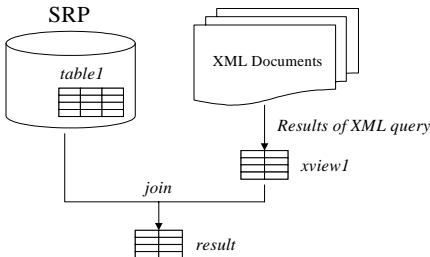 SRP
table1
XML Documents
Results of XML query
xview1
join
result